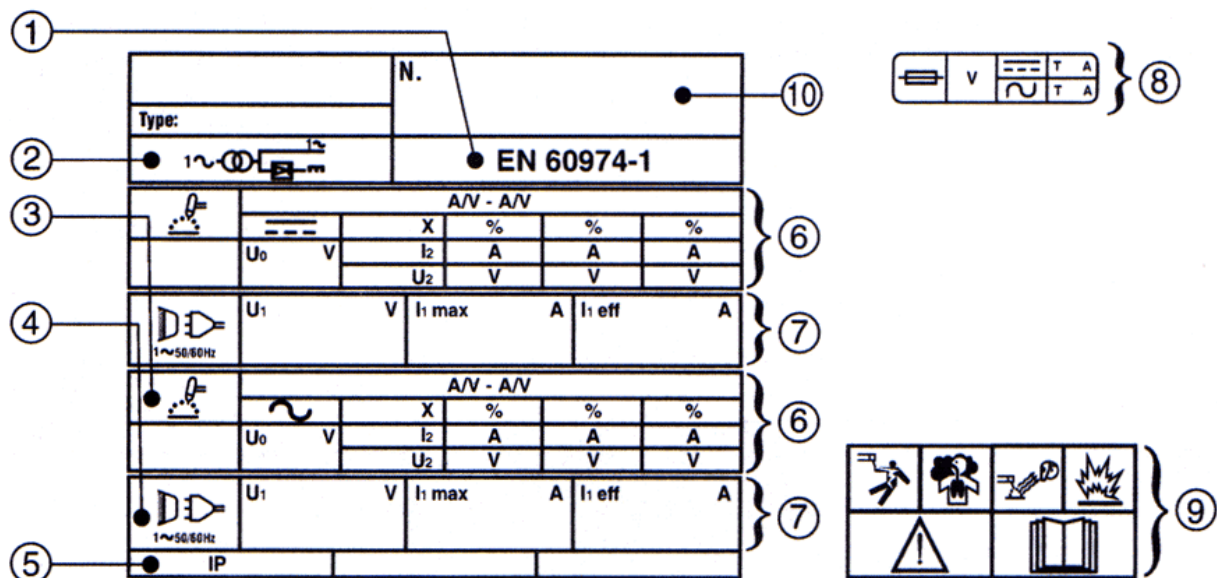 1
N.
10
V
T A
T A
8
Type:
2
1~
1~
EN 60974-1
3
A/V - A/V
X % % %
6
U0 V I2 A A A
U2 V V V
4
U1 V I1 max A I1 eff A
7
1~50/60Hz
A/V - A/V
X % % %
6
U0 V I2 A A A
U2 V V V
U1 V I1 max A I1 eff A
7
1~50/60Hz
9
5
IP